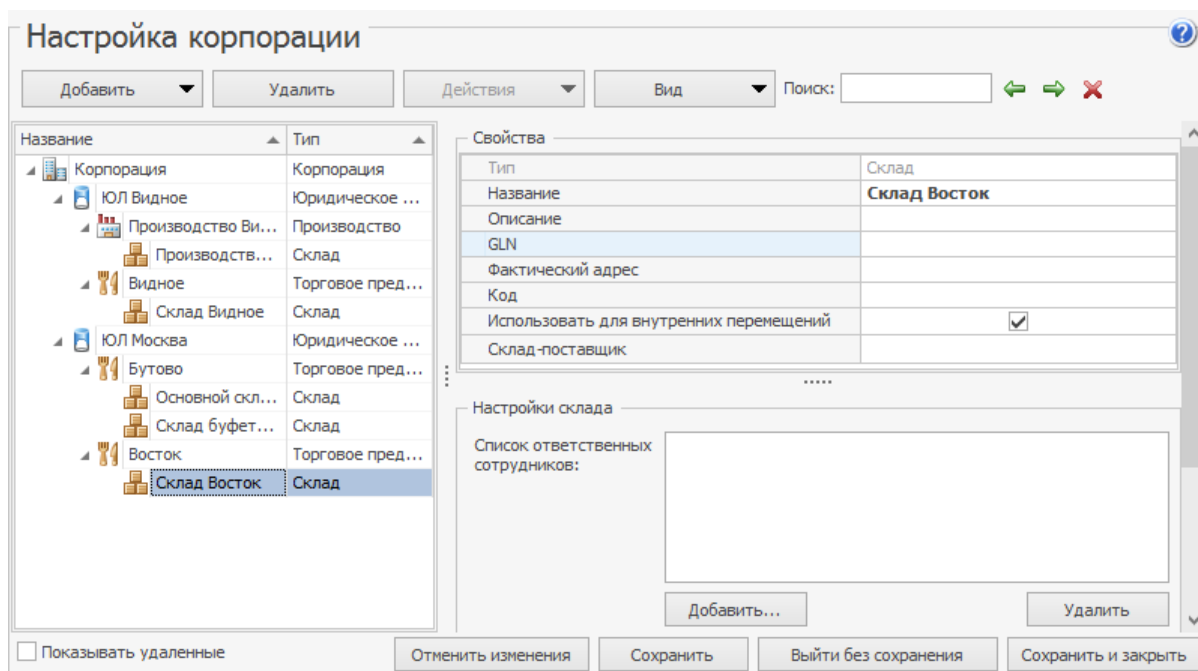 Настройка корпорации
Добавить Удалить Действия Вид Поиск:
Название Тип
Корпорация Корпорация
ЮЛ Видное Юридическое ...
Производство Ви... Производство
Производств... Склад
Видное Торговое пред...
Склад Видное Склад
ЮЛ Москва Юридическое ...
Бутово Торговое пред...
Основной скл... Склад
Склад буфет... Склад
Восток Торговое пред...
Склад Восток Склад
Свойства
Тип Склад
Название Склад Восток
Описание
GLN
Фактический адрес
Код
Использовать для внутренних перемещений
Склад-поставщик
Настройки склада
Список ответственных
сотрудников:
Добавить... Удалить
Показывать удаленные Отменить изменения Сохранить Выйти без сохранения Сохранить и закрыть